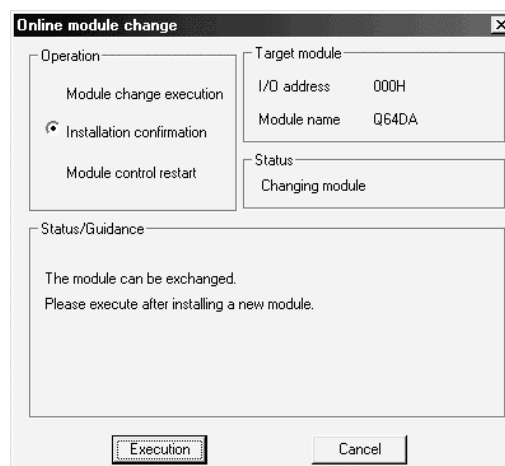 Online module change
Operation
Module change execution
Installation confirmation
Module control restart
Target module
I/O address 000H
Module name Q64DA
Status
Changing module
Status/Guidance
The module can be exchanged.
Please execute after installing a new module.
Execution Cancel